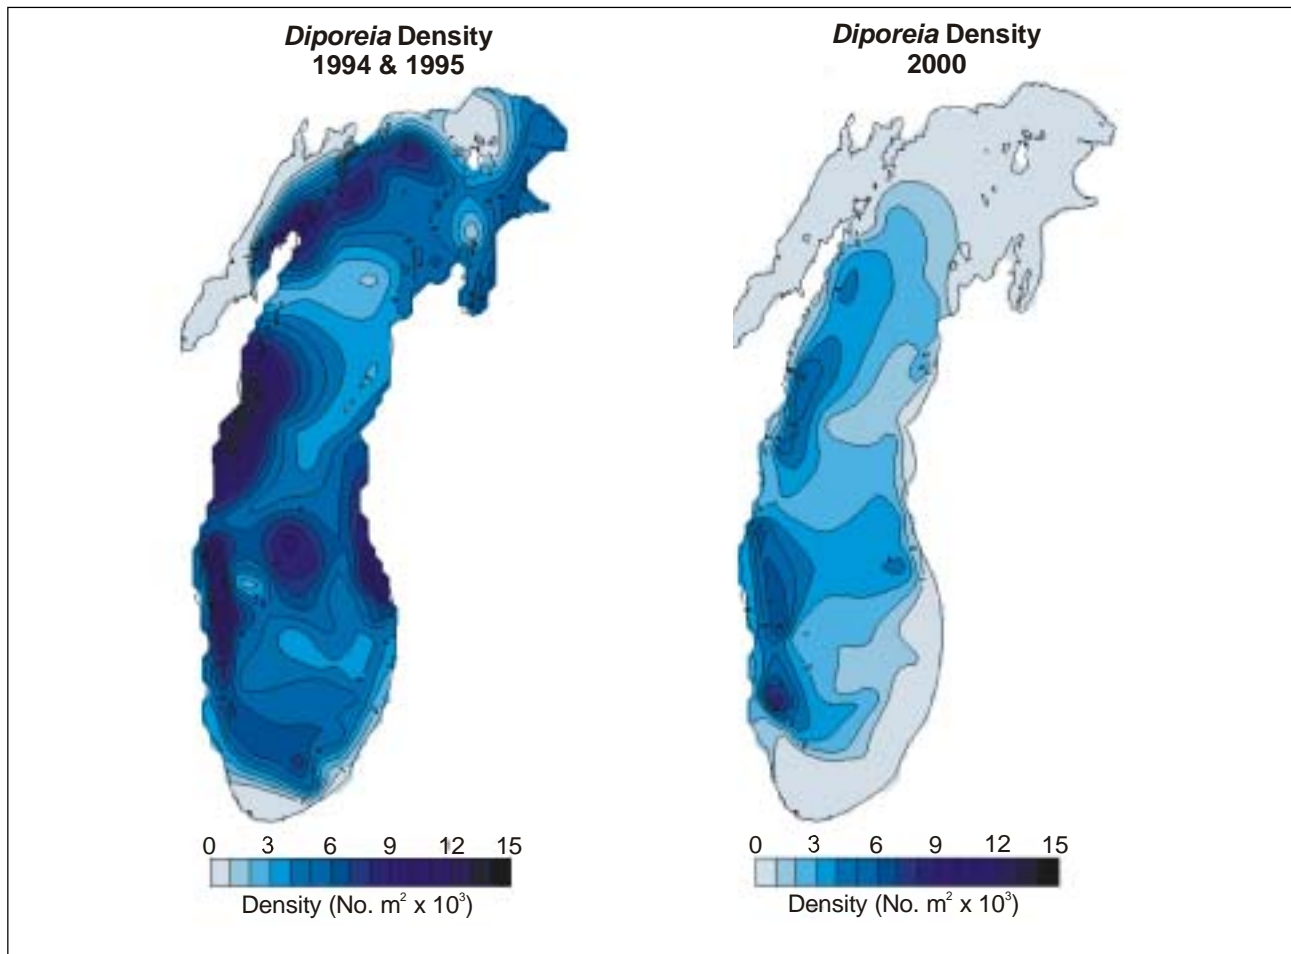 Diporeia Density
1994 & 1995
Diporeia Density
2000
0 3 6 9 12 15
Density (No. m² x 10³)
0 3 6 9 12 15
Density (No. m² x 10³)